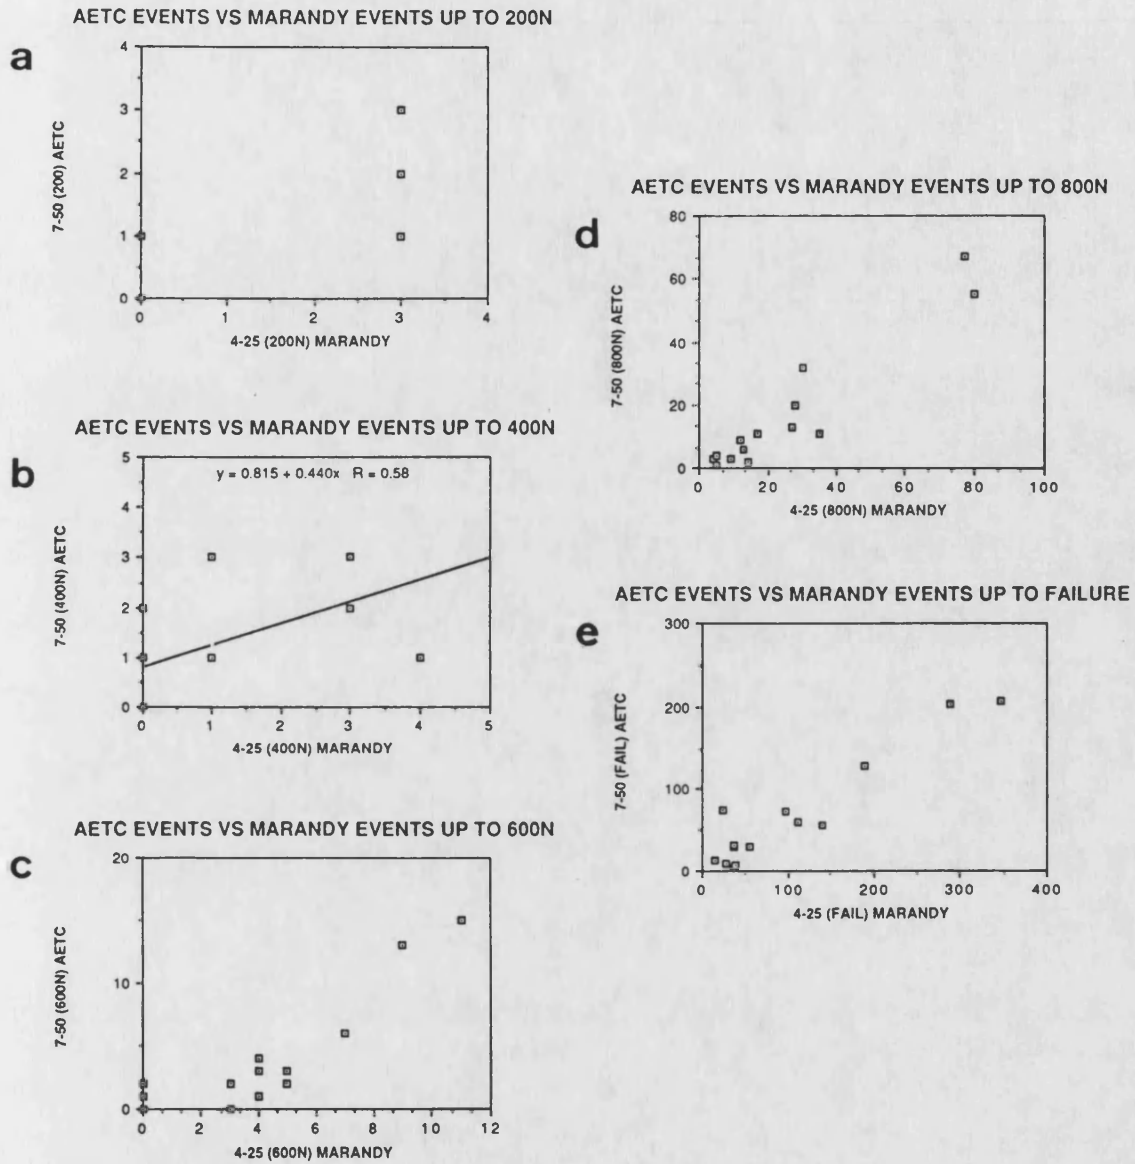 AETC EVENTS VS MARANDY EVENTS UP TO 200N
a
4
3
2
1
0
7-50 (200) AETC
0 1 2 3 4
4-25 (200N) MARANDY
AETC EVENTS VS MARANDY EVENTS UP TO 400N
b
y = 0.815 + 0.440x R = 0.58
5
4
3
2
1
0
7-50 (400N) AETC
0 1 2 3 4 5
4-25 (400N) MARANDY
AETC EVENTS VS MARANDY EVENTS UP TO 600N
c
20
10
0
7-50 (600N) AETC
0 2 4 6 8 10 12
4-25 (600N) MARANDY
AETC EVENTS VS MARANDY EVENTS UP TO 800N
d
80
60
40
20
0
7-50 (800N) AETC
0 20 40 60 80 100
4-25 (800N) MARANDY
AETC EVENTS VS MARANDY EVENTS UP TO FAILURE
e
300
200
100
0
7-50 (FAIL) AETC
0 100 200 300 400
4-25 (FAIL) MARANDY